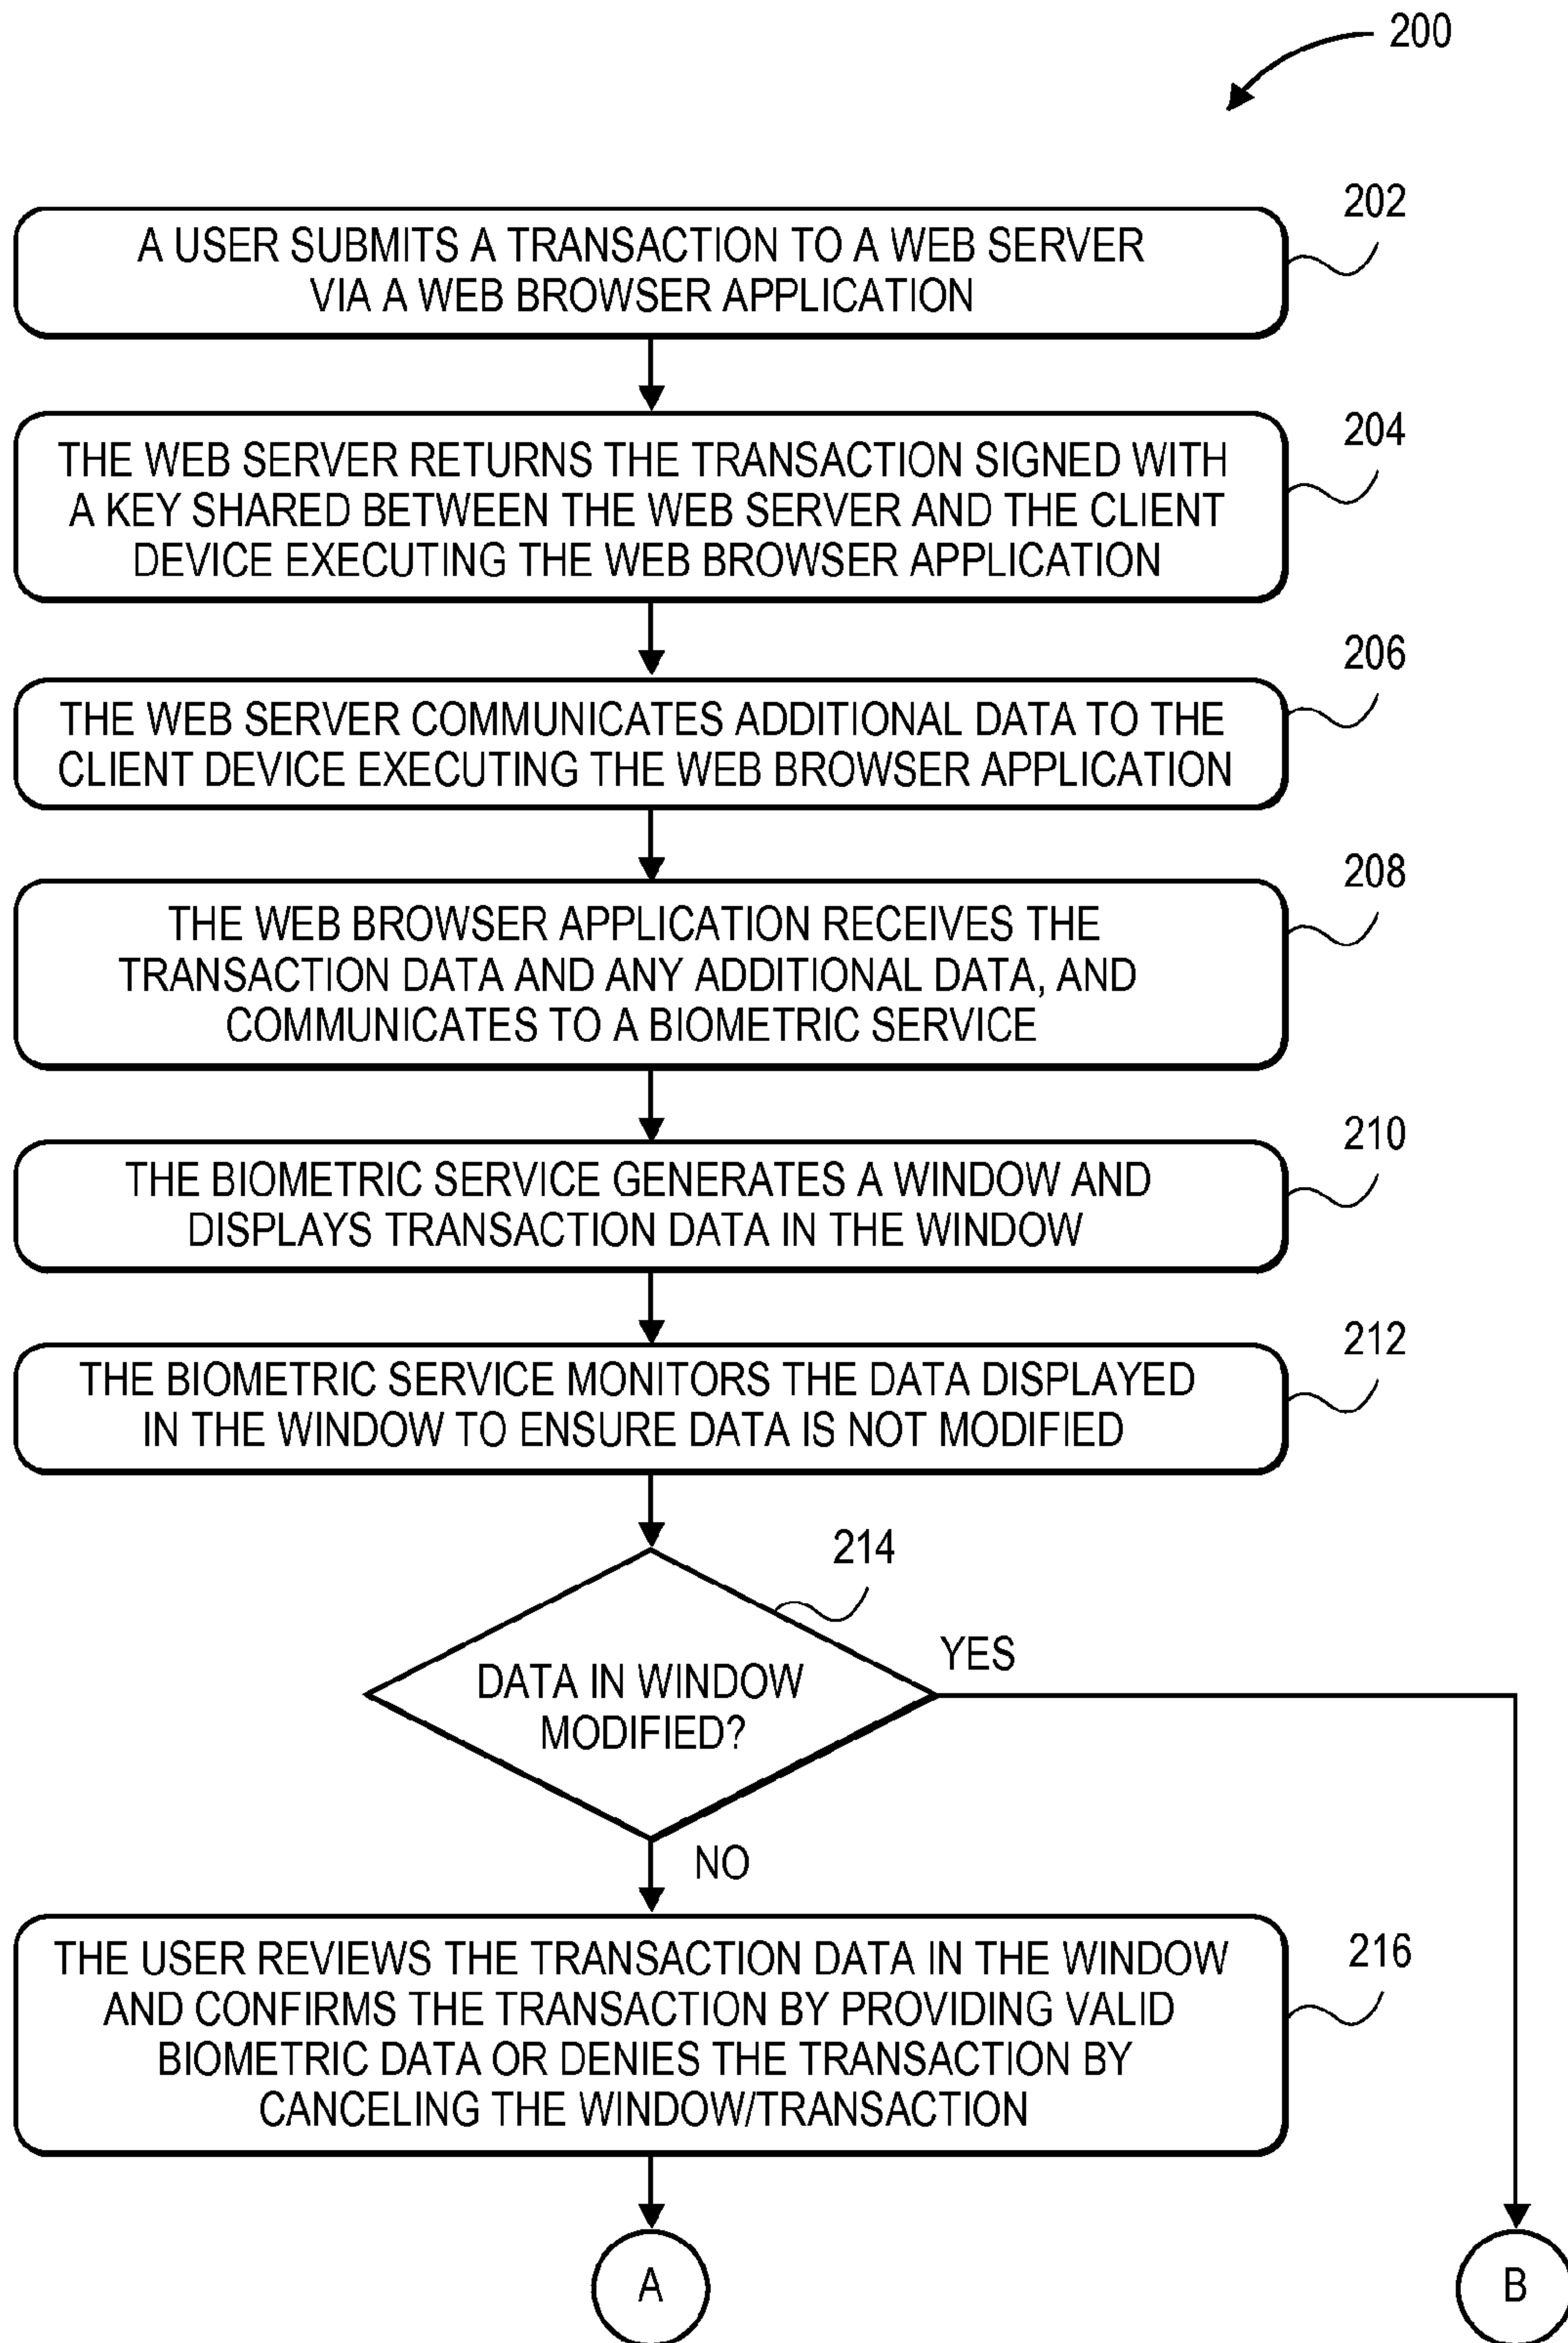 200
202
A USER SUBMITS A TRANSACTION TO A WEB SERVER
VIA A WEB BROWSER APPLICATION
204
THE WEB SERVER RETURNS THE TRANSACTION SIGNED WITH
A KEY SHARED BETWEEN THE WEB SERVER AND THE CLIENT
DEVICE EXECUTING THE WEB BROWSER APPLICATION
206
THE WEB SERVER COMMUNICATES ADDITIONAL DATA TO THE
CLIENT DEVICE EXECUTING THE WEB BROWSER APPLICATION
208
THE WEB BROWSER APPLICATION RECEIVES THE
TRANSACTION DATA AND ANY ADDITIONAL DATA, AND
COMMUNICATES TO A BIOMETRIC SERVICE
210
THE BIOMETRIC SERVICE GENERATES A WINDOW AND
DISPLAYS TRANSACTION DATA IN THE WINDOW
212
THE BIOMETRIC SERVICE MONITORS THE DATA DISPLAYED
IN THE WINDOW TO ENSURE DATA IS NOT MODIFIED
214
YES
DATA IN WINDOW
MODIFIED?
NO
216
THE USER REVIEWS THE TRANSACTION DATA IN THE WINDOW
AND CONFIRMS THE TRANSACTION BY PROVIDING VALID
BIOMETRIC DATA OR DENIES THE TRANSACTION BY
CANCELING THE WINDOW/TRANSACTION
A
B